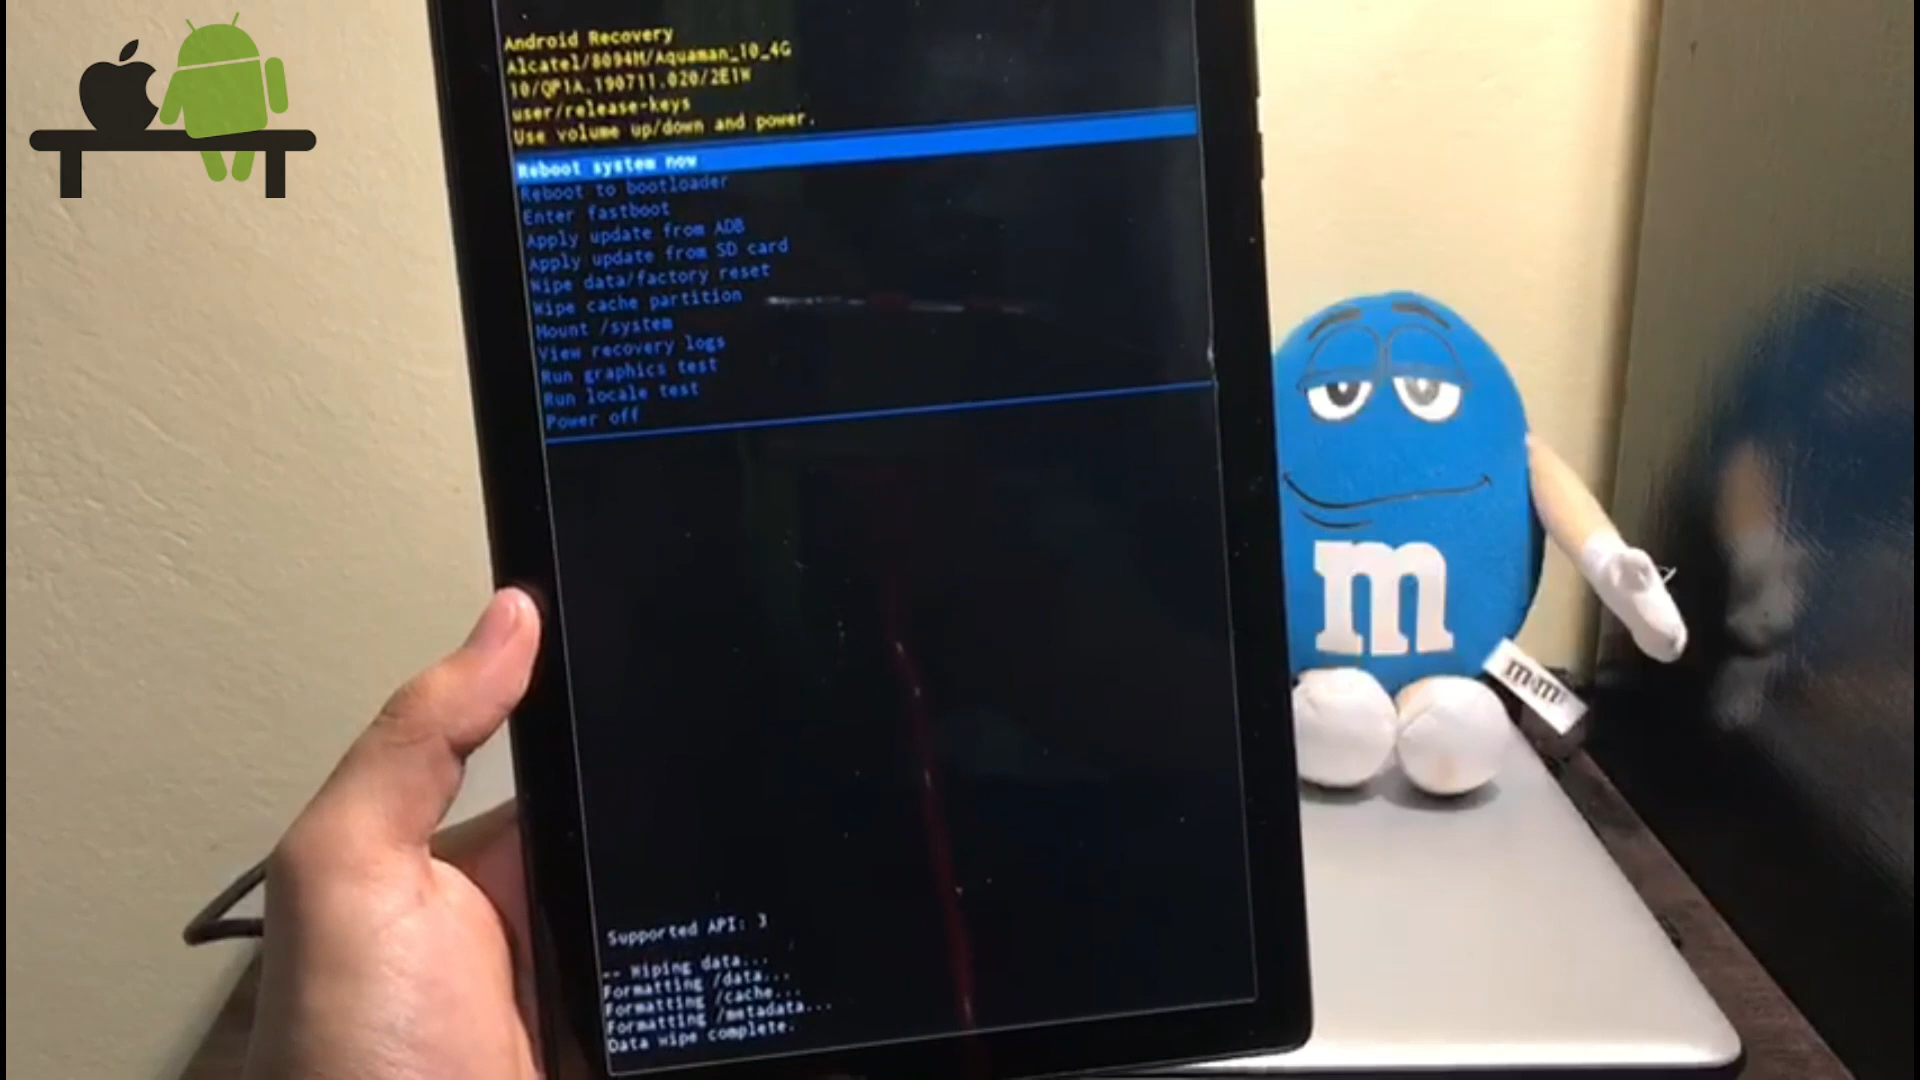 Android Recovery
Alcatel/8094M/Aquaman_10_4G
10/QP1A.190711.020/2E1W
user/release-keys
Use volume up/down and power.
Reboot system now
Reboot to bootloader
Enter fastboot
Apply update from ADB
Apply update from SD card
Wipe data/factory reset
Wipe cache partition
Mount /system
View recovery logs
Run graphics test
Run locale test
Power off
Supported API: 3
-- Wiping data...
Formatting /data...
Formatting /cache...
Formatting /metadata...
Data wipe complete.
m
m&m's